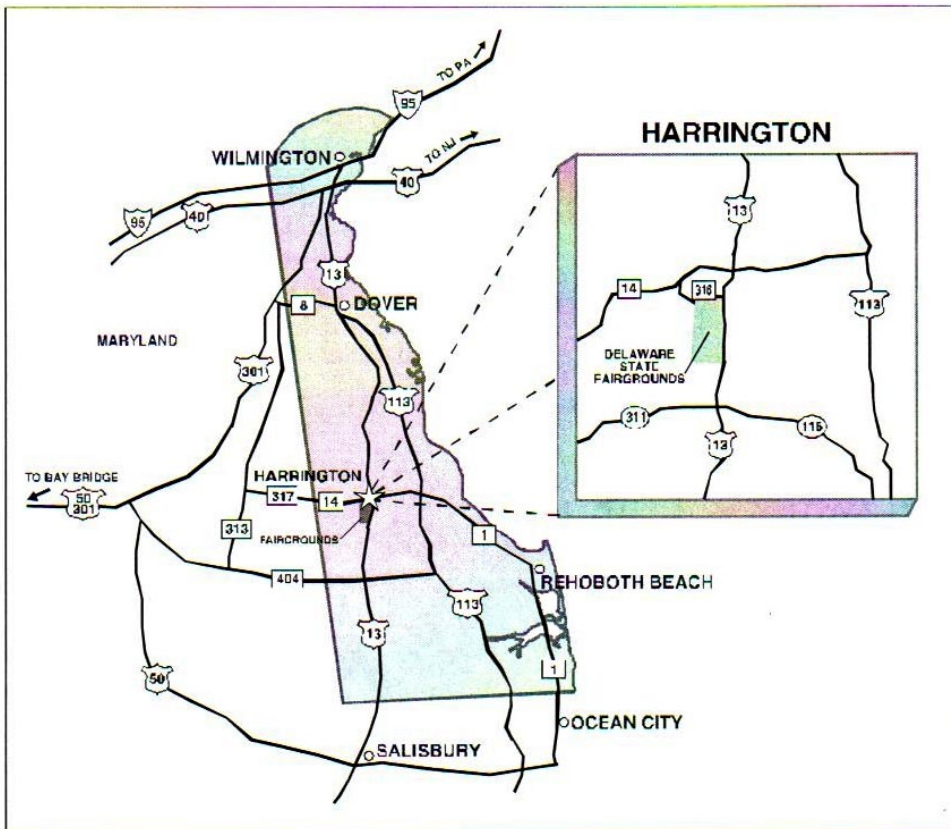 TO PA
95
WILMINGTON
TO NJ
40
95
40
HARRINGTON
13
14
316
113
DELAWARE
STATE
FAIRGROUNDS
311
13
115
13
8
DOVER
MARYLAND
301
113
TO BAY BRIDGE
50
301
HARRINGTON
317
14
FAIRGROUNDS
313
1
404
REHOBOTH BEACH
113
13
50
1
OCEAN CITY
SALISBURY